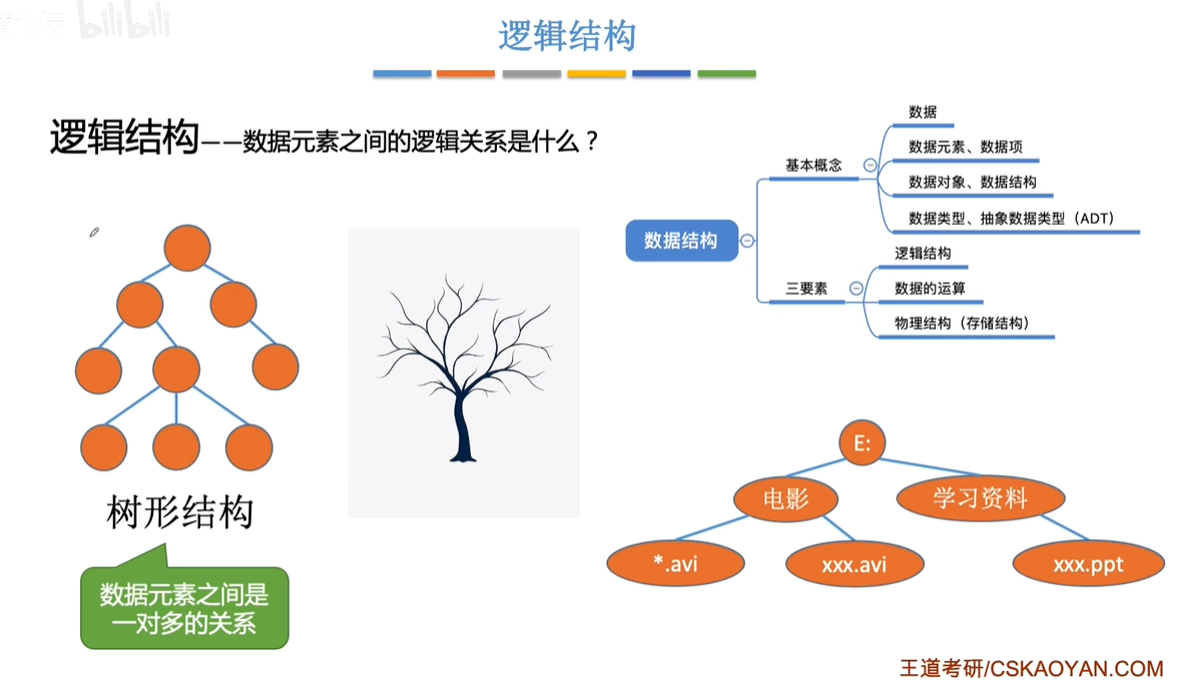 bilibili
逻辑结构
逻辑结构——数据元素之间的逻辑关系是什么？
树形结构
数据元素之间是
一对多的关系
数据结构
基本概念
数据
数据元素、数据项
数据对象、数据结构
数据类型、抽象数据类型（ADT）
三要素
逻辑结构
数据的运算
物理结构（存储结构）
E:
电影
学习资料
*.avi
xxx.avi
xxx.ppt
王道考研/CSKAOYAN.COM